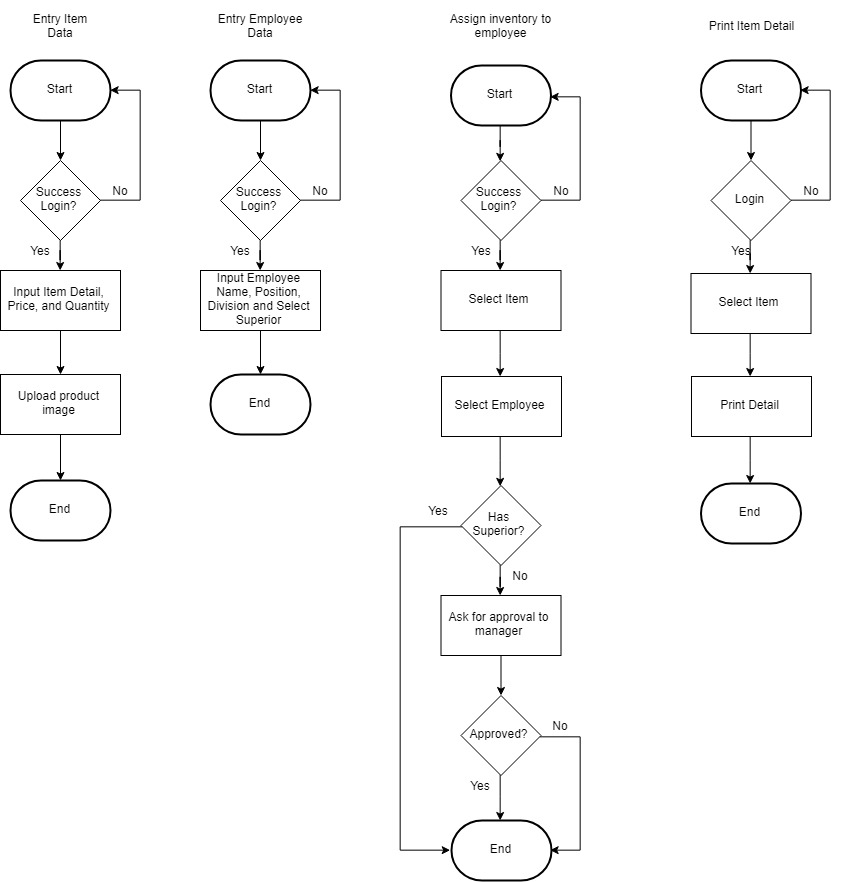 Entry Item
Data
Start
Success
Login?
No
Yes
Input Item Detail,
Price, and Quantity
Upload product
image
End
Entry Employee
Data
Start
Success
Login?
No
Yes
Input Employee
Name, Position,
Division and Select
Superior
End
Assign inventory to
employee
Start
Success
Login?
No
Yes
Select Item
Select Employee
Has
Superior?
Yes
No
Ask for approval to
manager
Approved?
No
Yes
End
Print Item Detail
Start
Login
No
Yes
Select Item
Print Detail
End